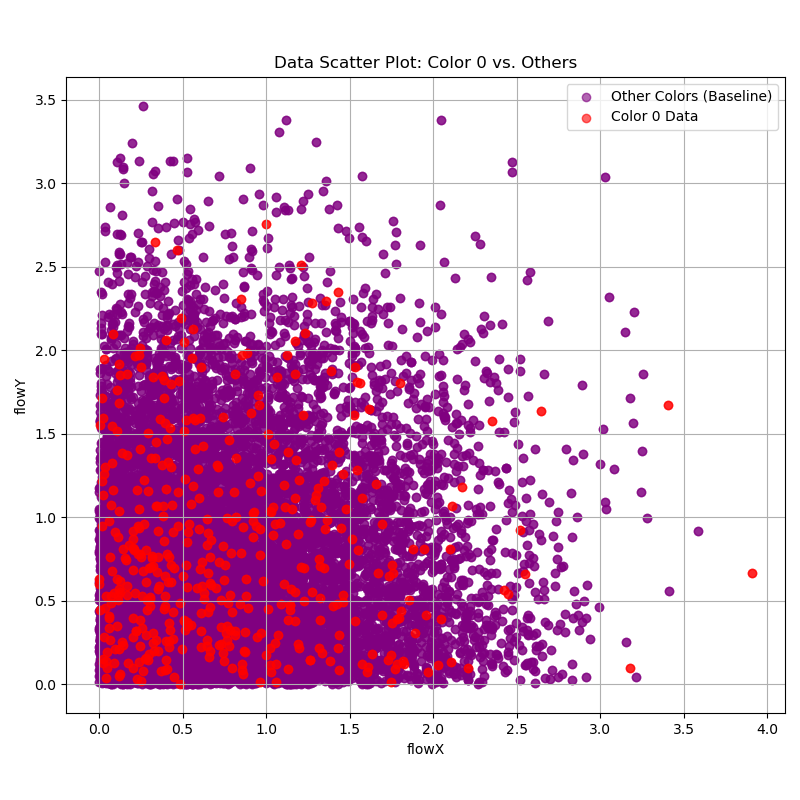 Data Scatter Plot: Color 0 vs. Others
Other Colors (Baseline)
Color 0 Data
flowY
3.5
3.0
2.5
2.0
1.5
1.0
0.5
0.0
0.0 0.5 1.0 1.5 2.0 2.5 3.0 3.5 4.0
flowX